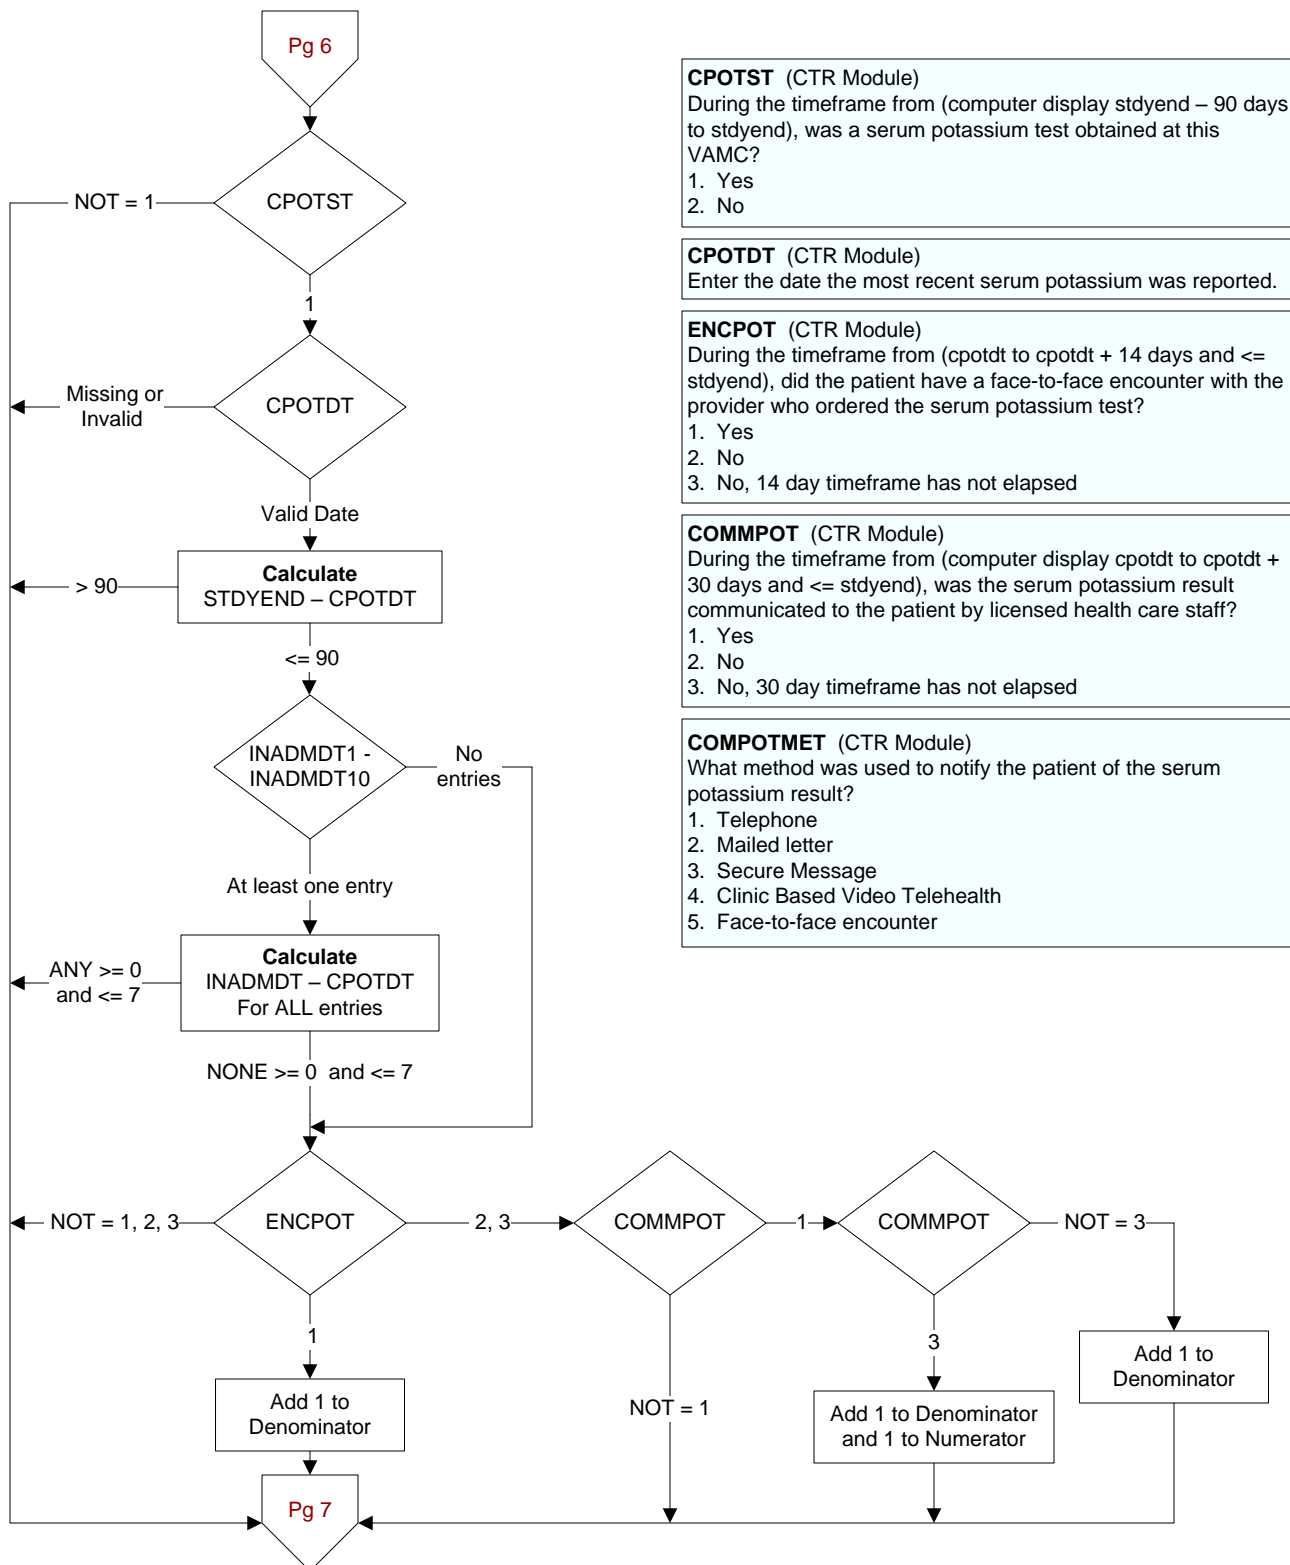 Pg 6
CPOTST
NOT = 1
1
CPOTDT
Missing or
Invalid
Valid Date
Calculate
STDYEND – CPOTDT
> 90
<= 90
INADMDT1 -
INADMDT10
No
entries
At least one entry
Calculate
INADMDT – CPOTDT
For ALL entries
ANY >= 0
and <= 7
NONE >= 0 and <= 7
NOT = 1, 2, 3
ENCPOT
2, 3
COMMPOT
1
COMMPOT
NOT = 3
1
Add 1 to
Denominator
NOT = 1
3
Add 1 to Denominator
and 1 to Numerator
Add 1 to
Denominator
Pg 7
CPOTST (CTR Module)
During the timeframe from (computer display stdyend – 90 days
to stdyend), was a serum potassium test obtained at this
VAMC?
1. Yes
2. No
CPOTDT (CTR Module)
Enter the date the most recent serum potassium was reported.
ENCPOT (CTR Module)
During the timeframe from (cpotdt to cpotdt + 14 days and <=
stdyend), did the patient have a face-to-face encounter with the
provider who ordered the serum potassium test?
1. Yes
2. No
3. No, 14 day timeframe has not elapsed
COMMPOT (CTR Module)
During the timeframe from (computer display cpotdt to cpotdt +
30 days and <= stdyend), was the serum potassium result
communicated to the patient by licensed health care staff?
1. Yes
2. No
3. No, 30 day timeframe has not elapsed
COMPOTMET (CTR Module)
What method was used to notify the patient of the serum
potassium result?
1. Telephone
2. Mailed letter
3. Secure Message
4. Clinic Based Video Telehealth
5. Face-to-face encounter